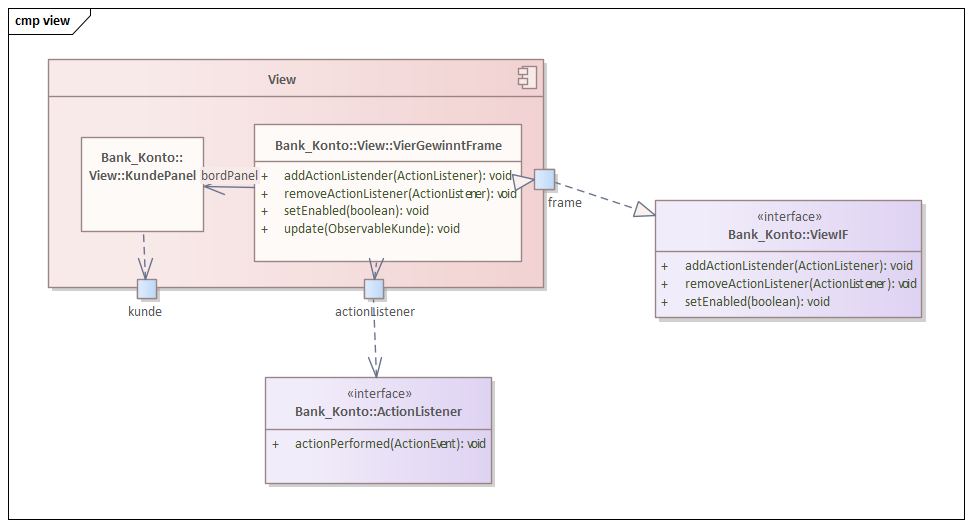 cmp view
View
Bank_Konto::
View::KundePanel
bordPanel
Bank_Konto::View::VierGewinntFrame
+ addActionListender(ActionListener): void
+ removeActionListener(ActionListener): void
+ setEnabled(boolean): void
+ update(ObservableKunde): void
frame
kunde
actionListener
«interface»
Bank_Konto::ViewIF
+ addActionListender(ActionListener): void
+ removeActionListener(ActionListener): void
+ setEnabled(boolean): void
«interface»
Bank_Konto::ActionListener
+ actionPerformed(ActionEvent): void